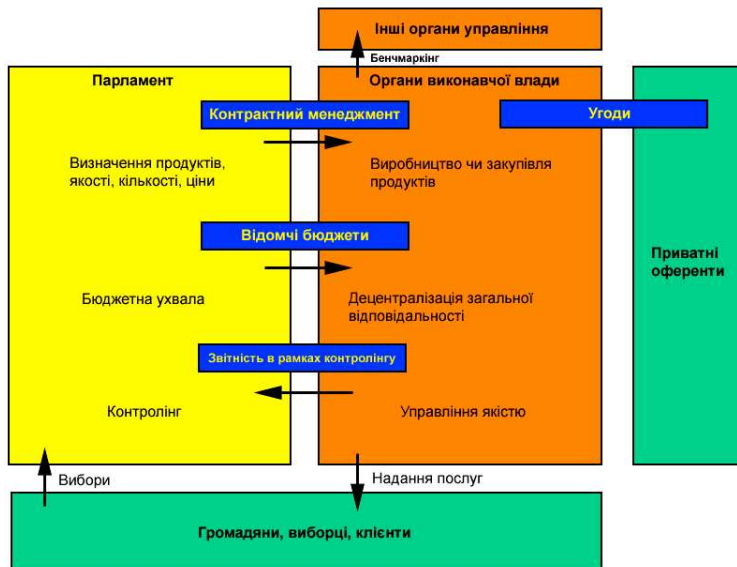 Інші органи управління
Бенчмаркінг
Парламент
Органи виконавчої влади
Контрактний менеджмент
Угоди
Визначення продуктів,
якості, кількості, ціни
Виробництво чи закупівля
продуктів
Відомчі бюджети
Приватні
оференти
Бюджетна ухвала
Децентралізація загальної
відповідальності
Звітність в рамках контролінгу
Контролінг
Управління якістю
Вибори
Надання послуг
Громадяни, виборці, клієнти